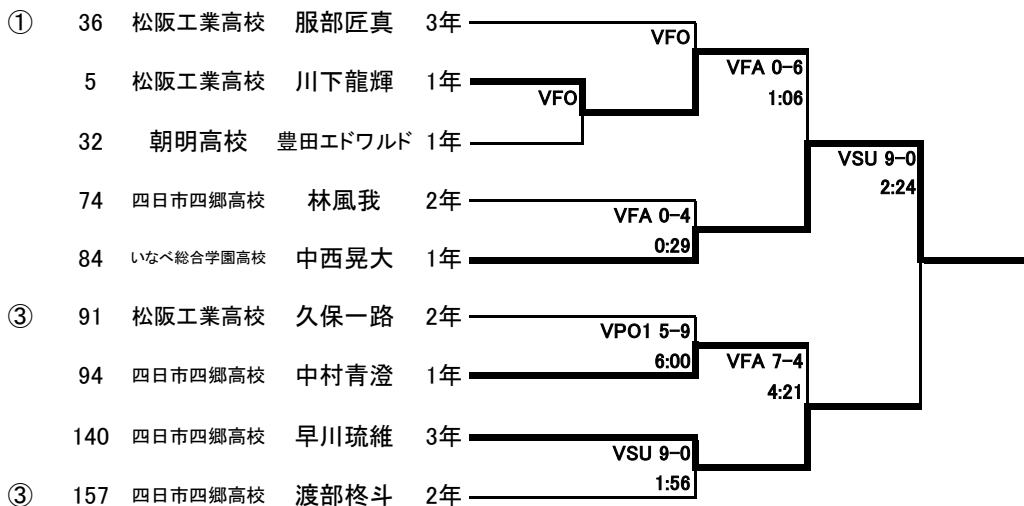 ① 36 松阪工業高校 服部匠真 3年
VFO
5 松阪工業高校 川下龍輝 1年
VFO
VFA 0-6
1:06
32 朝明高校 豊田エドワルド 1年
VSU 9-0
2:24
74 四日市四郷高校 林風我 2年
VFA 0-4
0:29
84 いなべ総合学園高校 中西晃大 1年
③ 91 松阪工業高校 久保一路 2年
VPO1 5-9
6:00
VFA 7-4
4:21
94 四日市四郷高校 中村青澄 1年
140 四日市四郷高校 早川琉維 3年
VSU 9-0
1:56
③ 157 四日市四郷高校 渡部柊斗 2年